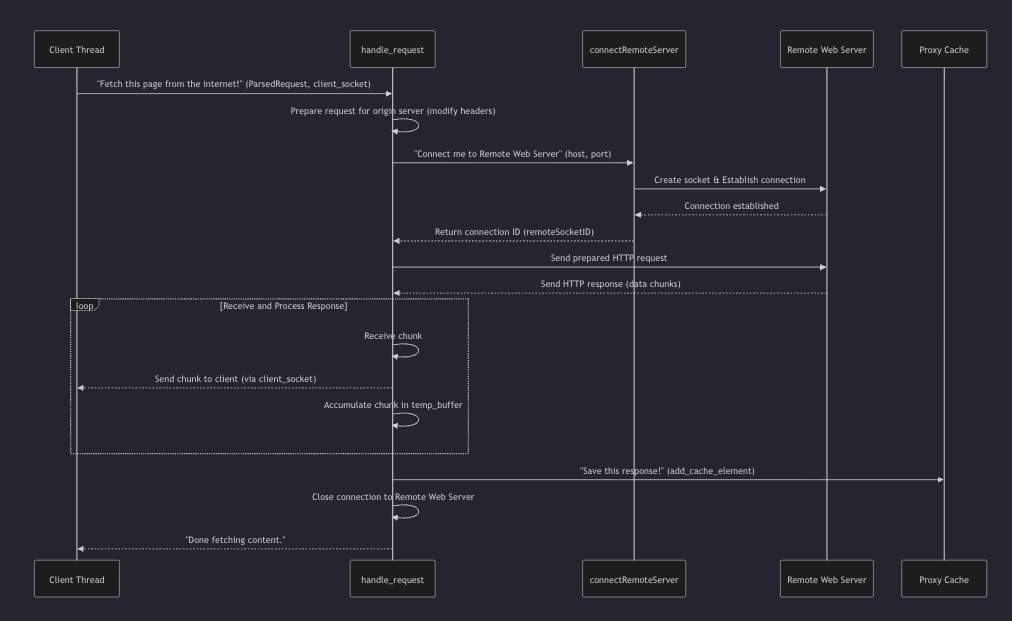 Client Thread
handle_request
connectRemoteServer
Remote Web Server
Proxy Cache
"Fetch this page from the internet!" (ParsedRequest, client_socket)
Prepare request for origin server (modify headers)
"Connect me to Remote Web Server" (host, port)
Create socket & Establish connection
Connection established
Return connection ID (remoteSocketID)
Send prepared HTTP request
Send HTTP response (data chunks)
loop
[Receive and Process Response]
Receive chunk
Send chunk to client (via client_socket)
Accumulate chunk in temp_buffer
"Save this response!" (add_cache_element)
Close connection to Remote Web Server
"Done fetching content."
Client Thread
handle_request
connectRemoteServer
Remote Web Server
Proxy Cache